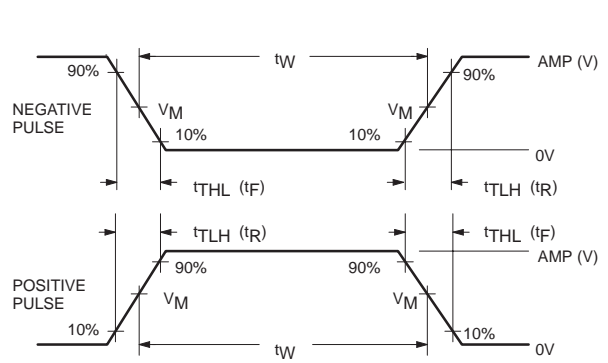 tW
AMP (V)
90%
90%
NEGATIVE
PULSE
VM
VM
10%
10%
0V
tTHL (tF)
tTLH (tR)
tTLH (tR)
tTHL (tF)
AMP (V)
90%
90%
POSITIVE
PULSE
VM
VM
10%
10%
tW
0V